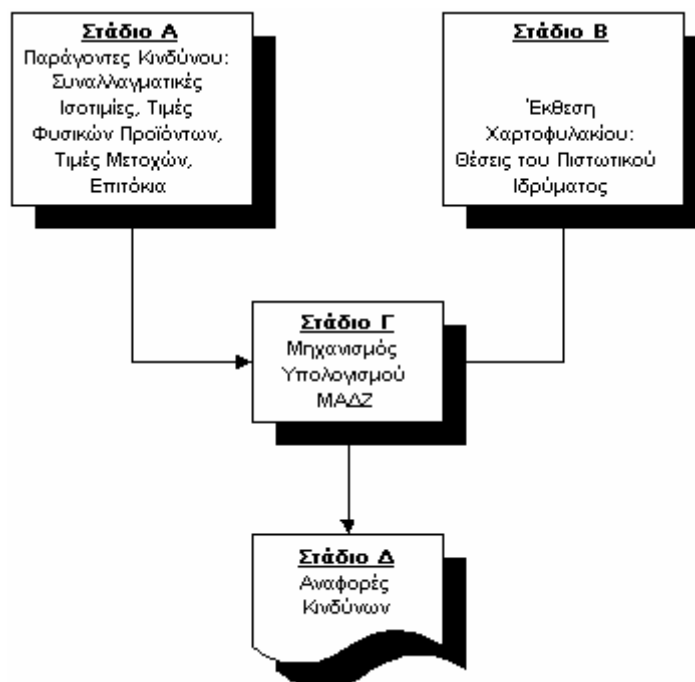 Στάδιο Α
Παράγοντες Κινδύνου:
Συναλλαγματικές
Ισοτιμίες, Τιμές
Φυσικών Προϊόντων,
Τιμές Μετοχών,
Επιτόκια
Στάδιο Β
Έκθεση
Χαρτοφυλακίου:
Θέσεις του Πιστωτικού
Ιδρύματος
Στάδιο Γ
Μηχανισμός
Υπολογισμού
ΜΑΔΖ
Στάδιο Δ
Αναφορές
Κινδύνων